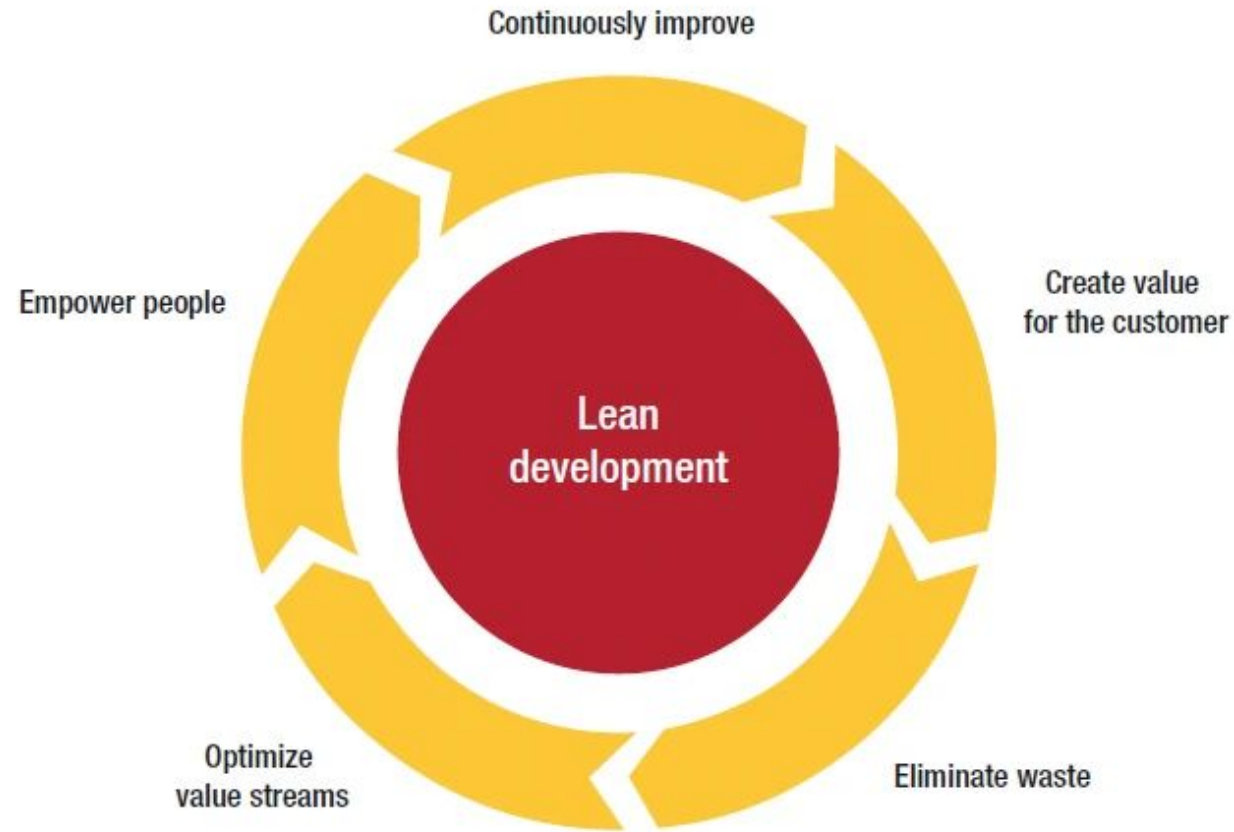 Continuously improve
Create value
for the customer
Empower people
Lean
development
Optimize
value streams
Eliminate waste